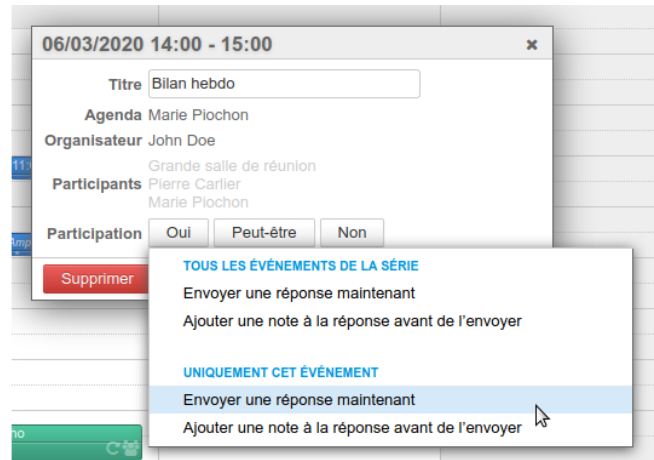 06/03/2020 14:00 - 15:00
Titre Bilan hebdo
Agenda Marie Piochon
Organisateur John Doe
Grande salle de réunion
Participants Pierre Carlier
Marie Piochon
Participation Oui Peut-être Non
Supprimer
TOUS LES ÉVÉNEMENTS DE LA SÉRIE
Envoyer une réponse maintenant
Ajouter une note à la réponse avant de l’envoyer
UNIQUEMENT CET ÉVÉNEMENT
Envoyer une réponse maintenant
Ajouter une note à la réponse avant de l’envoyer